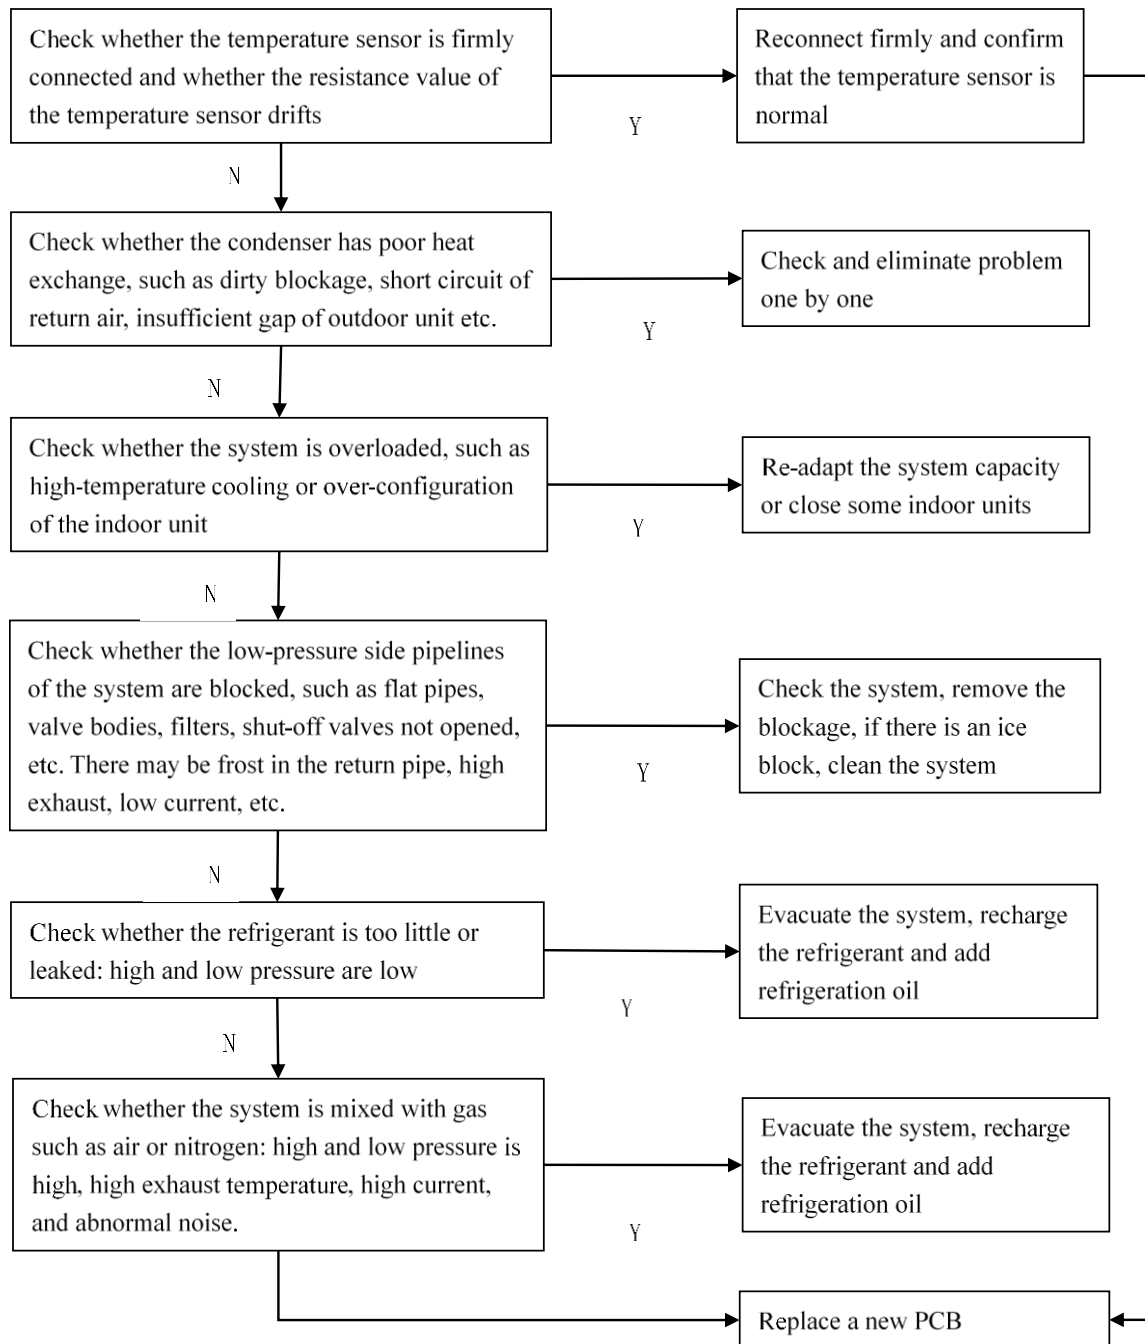 Check whether the temperature sensor is firmly
connected and whether the resistance value of
the temperature sensor drifts
Y
Reconnect firmly and confirm
that the temperature sensor is
normal
N
Check whether the condenser has poor heat
exchange, such as dirty blockage, short circuit of
return air, insufficient gap of outdoor unit etc.
Y
Check and eliminate problem
one by one
N
Check whether the system is overloaded, such as
high-temperature cooling or over-configuration
of the indoor unit
Y
Re-adapt the system capacity
or close some indoor units
N
Check whether the low-pressure side pipelines
of the system are blocked, such as flat pipes,
valve bodies, filters, shut-off valves not opened,
etc. There may be frost in the return pipe, high
exhaust, low current, etc.
Y
Check the system, remove the
blockage, if there is an ice
block, clean the system
N
Check whether the refrigerant is too little or
leaked: high and low pressure are low
Y
Evacuate the system, recharge
the refrigerant and add
refrigeration oil
N
Check whether the system is mixed with gas
such as air or nitrogen: high and low pressure is
high, high exhaust temperature, high current,
and abnormal noise.
Y
Evacuate the system, recharge
the refrigerant and add
refrigeration oil
Replace a new PCB